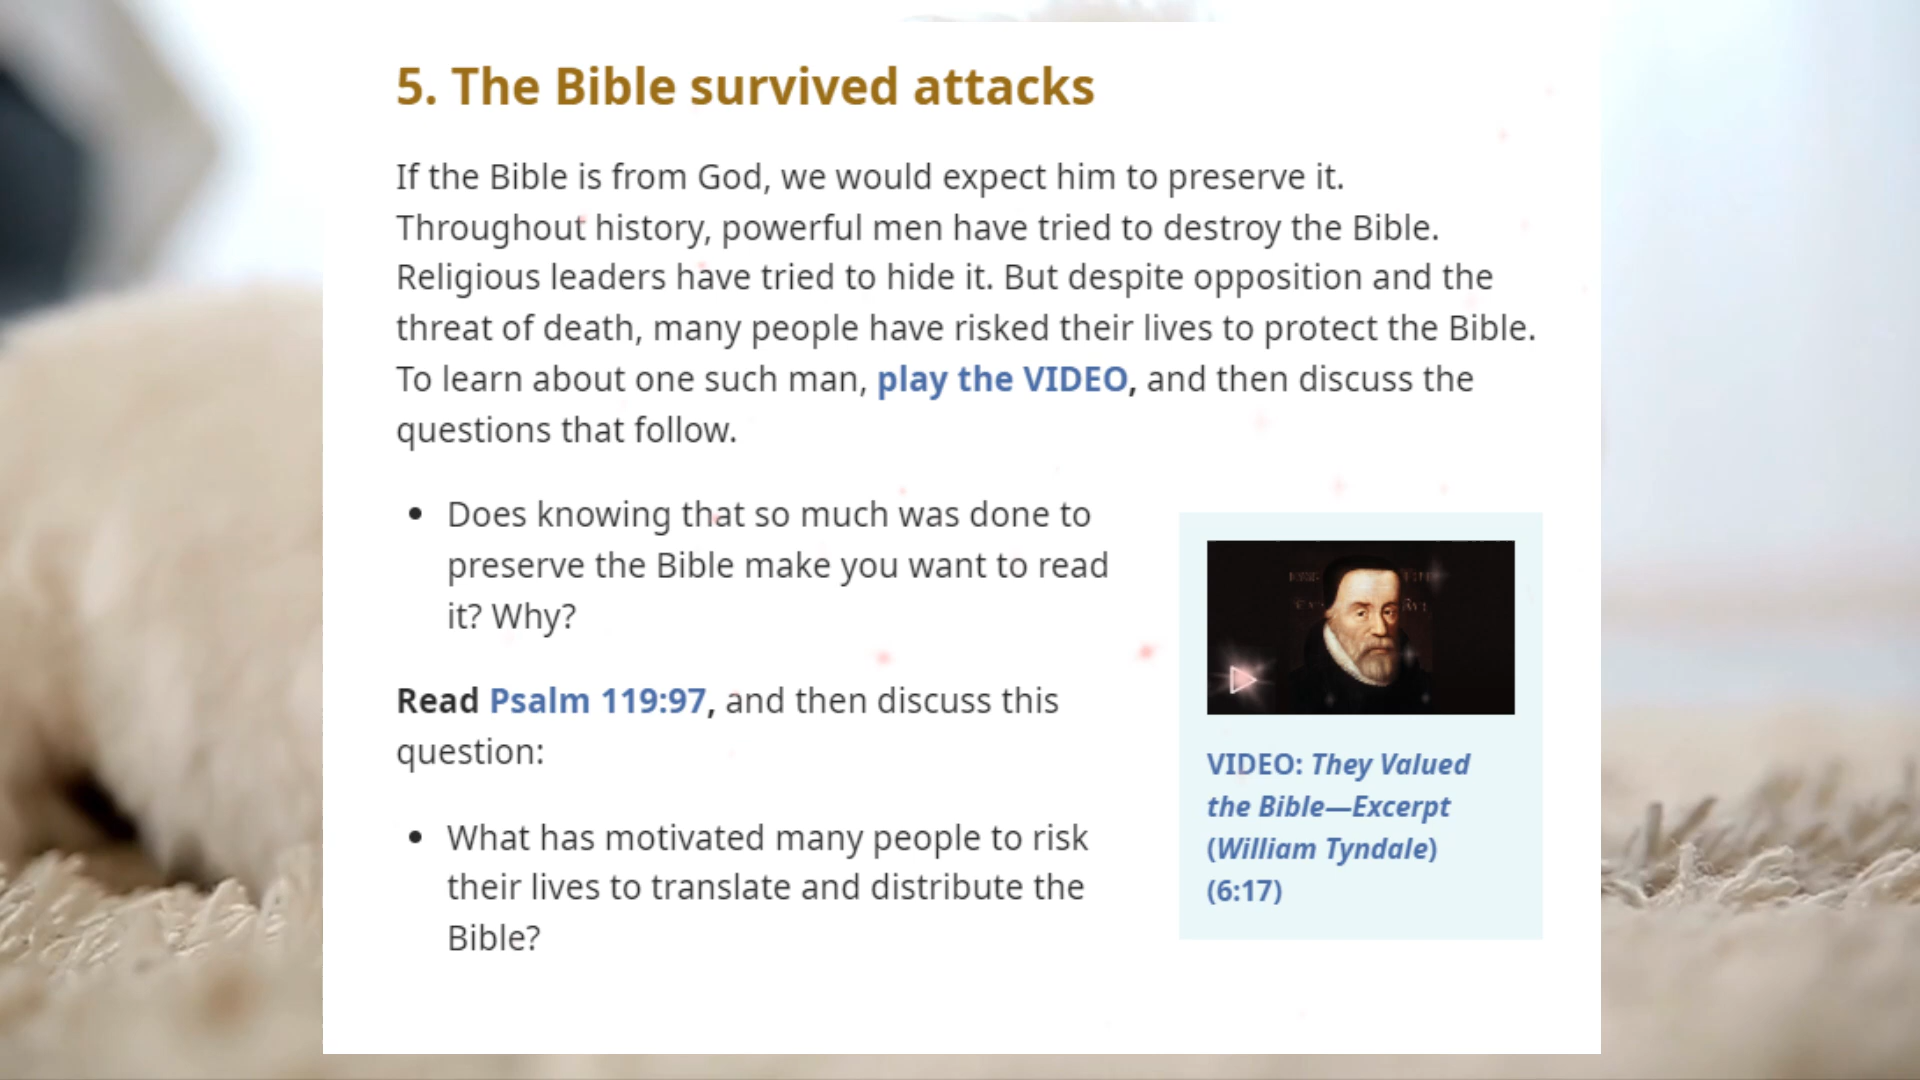 5. The Bible survived attacks
If the Bible is from God, we would expect him to preserve it.
Throughout history, powerful men have tried to destroy the Bible.
Religious leaders have tried to hide it. But despite opposition and the
threat of death, many people have risked their lives to protect the Bible.
To learn about one such man, play the VIDEO, and then discuss the
questions that follow.
• Does knowing that so much was done to
preserve the Bible make you want to read
it? Why?
Read Psalm 119:97, and then discuss this
question:
• What has motivated many people to risk
their lives to translate and distribute the
Bible?
VIDEO: They Valued
the Bible—Excerpt
(William Tyndale)
(6:17)